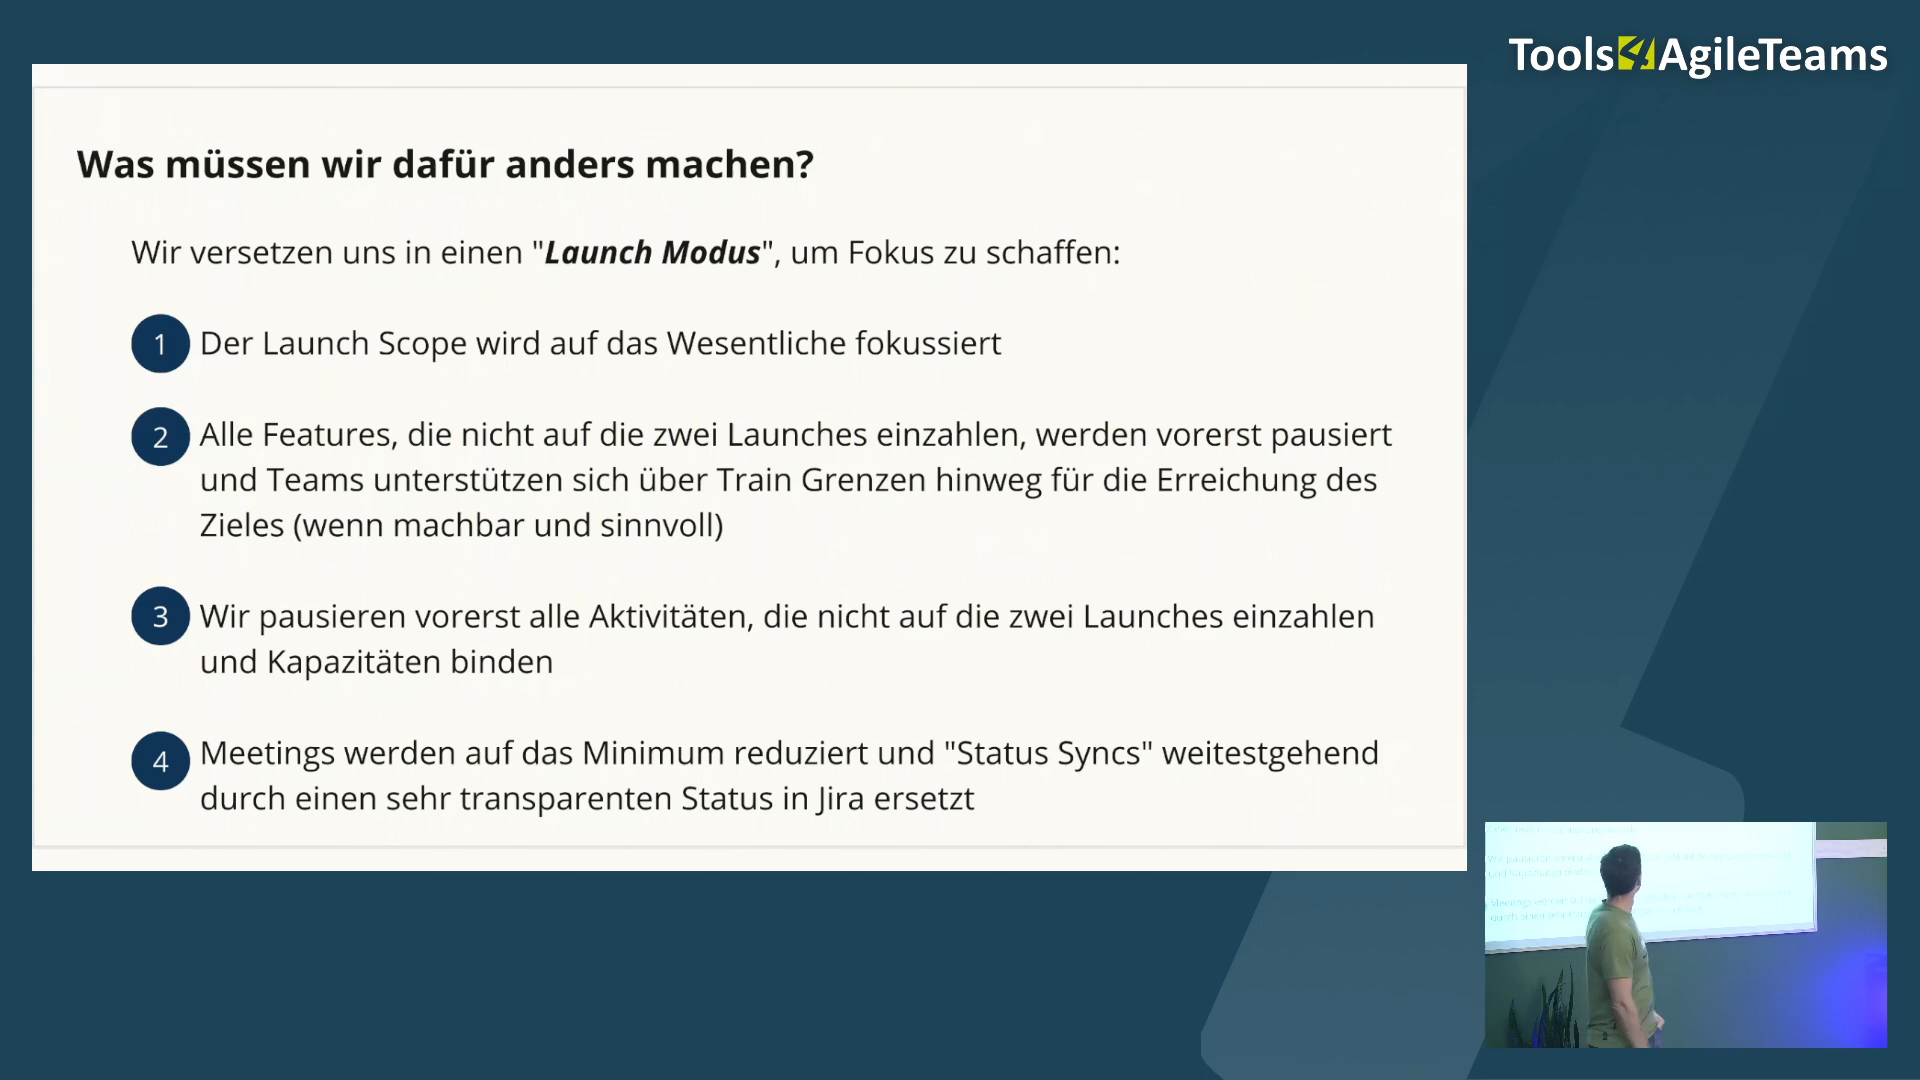 Tools4AgileTeams
Was müssen wir dafür anders machen?
Wir versetzen uns in einen "Launch Modus", um Fokus zu schaffen:
1 Der Launch Scope wird auf das Wesentliche fokussiert
2 Alle Features, die nicht auf die zwei Launches einzahlen, werden vorerst pausiert
und Teams unterstützen sich über Train Grenzen hinweg für die Erreichung des
Zieles (wenn machbar und sinnvoll)
3 Wir pausieren vorerst alle Aktivitäten, die nicht auf die zwei Launches einzahlen
und Kapazitäten binden
4 Meetings werden auf das Minimum reduziert und "Status Syncs" weitestgehend
durch einen sehr transparenten Status in Jira ersetzt